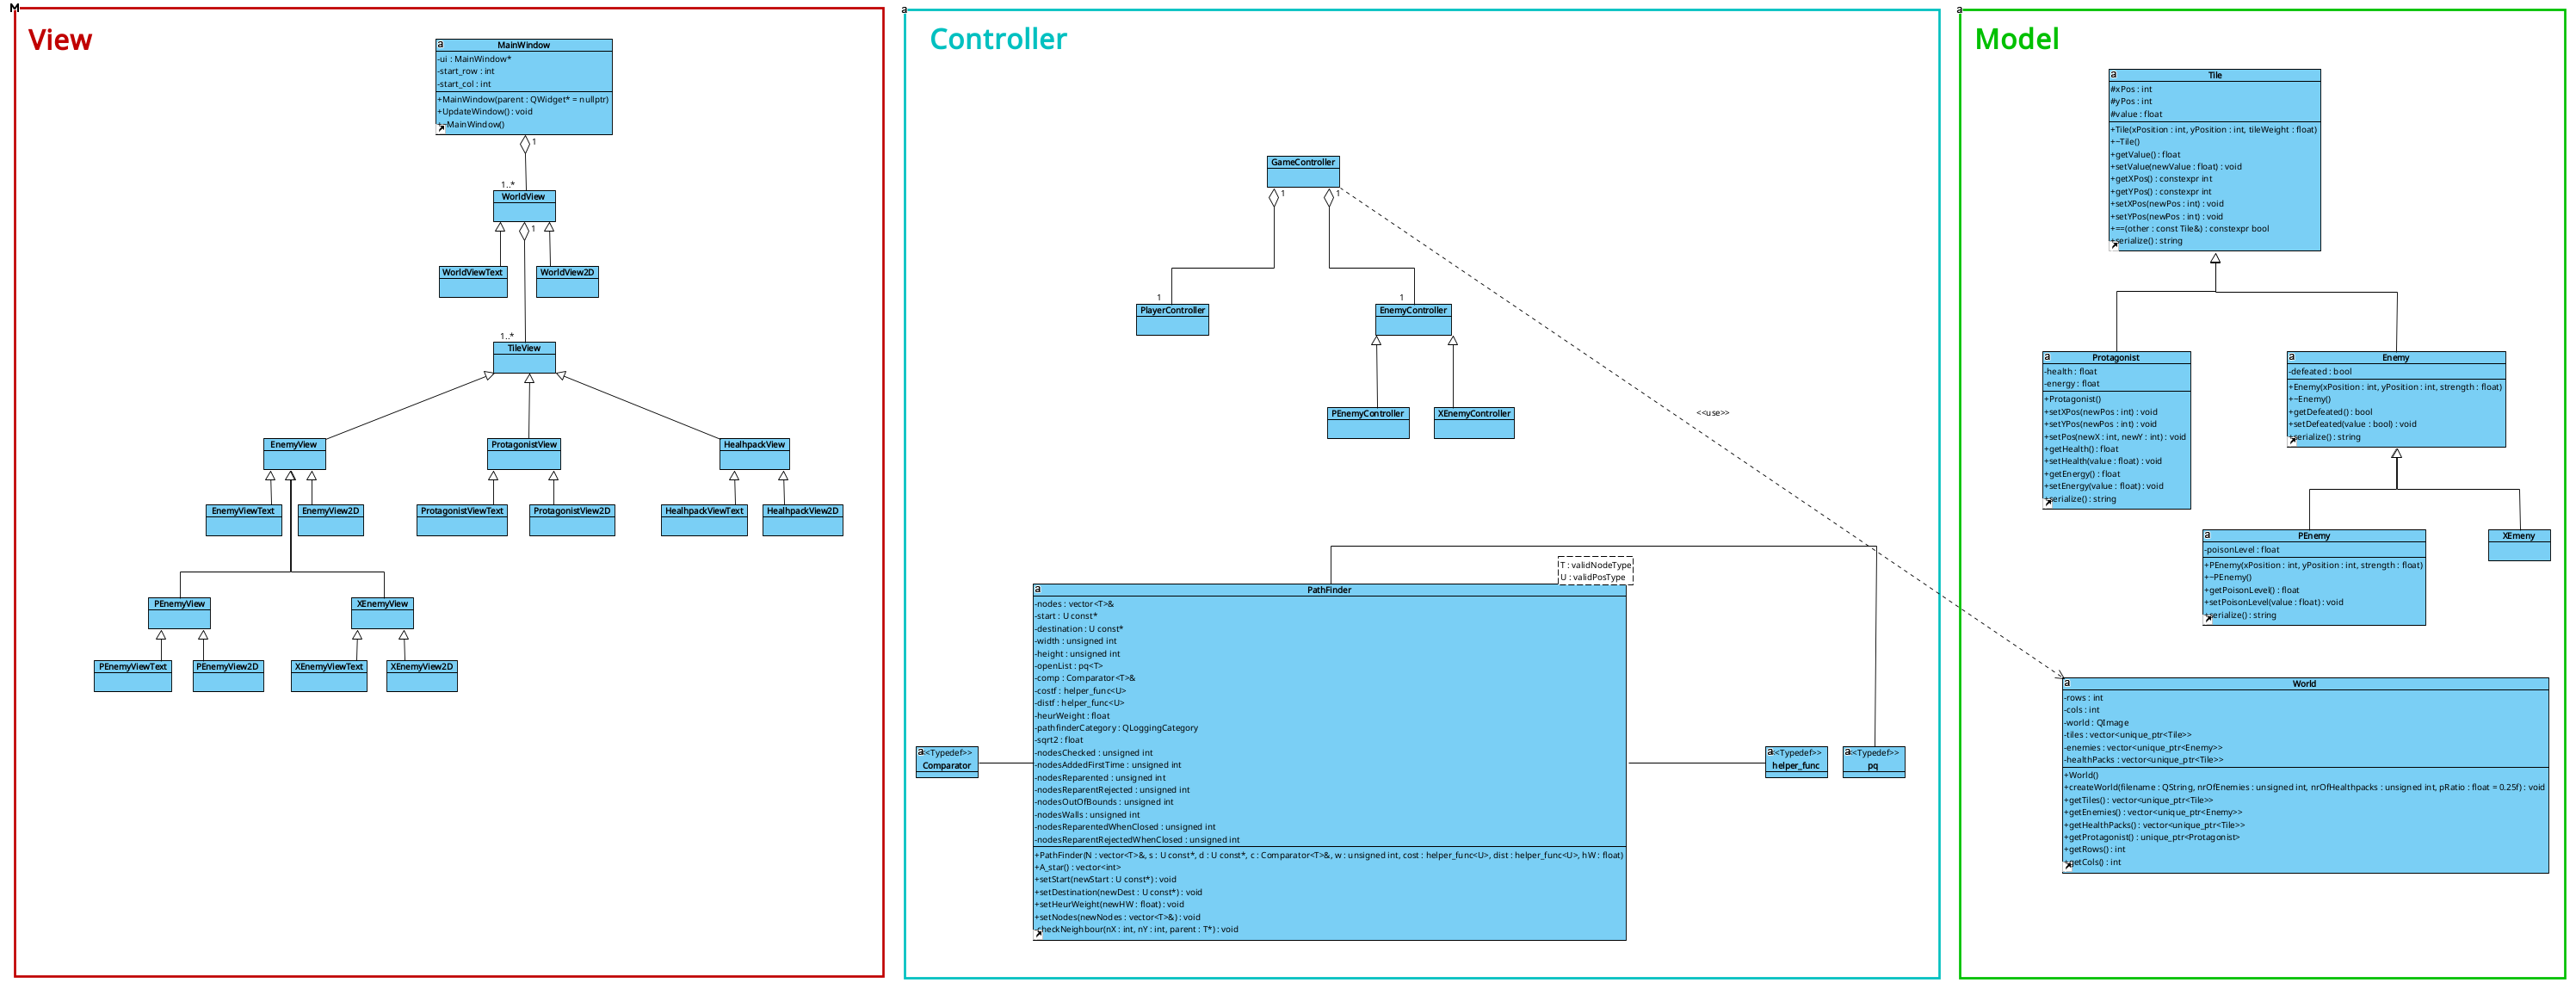 M
View
a
MainWindow
-ui : MainWindow*
-start_row : int
-start_col : int
+MainWindow(parent : QWidget* = nullptr)
+UpdateWindow() : void
+~MainWindow()
1
1..*
WorldView
1
WorldViewText
WorldView2D
1..*
TileView
EnemyView
ProtagonistView
HealhpackView
EnemyViewText
EnemyView2D
ProtagonistViewText
ProtagonistView2D
HealhpackViewText
HealhpackView2D
PEnemyView
XEnemyView
PEnemyViewText
PEnemyView2D
XEnemyViewText
XEnemyView2D
a
Controller
GameController
1
1
1
1
PlayerController
EnemyController
PEnemyController
XEnemyController
<<use>>
T : validNodeType
U : validPosType
a
PathFinder
-nodes : vector<T>&
-start : U const*
-destination : U const*
-width : unsigned int
-height : unsigned int
-openList : pq<T>
-comp : Comparator<T>&
-costf : helper_func<U>
-distf : helper_func<U>
-heurWeight : float
-pathfinderCategory : QLoggingCategory
-sqrt2 : float
-nodesChecked : unsigned int
-nodesAddedFirstTime : unsigned int
-nodesReparented : unsigned int
-nodesReparentRejected : unsigned int
-nodesOutOfBounds : unsigned int
-nodesWalls : unsigned int
-nodesReparentedWhenClosed : unsigned int
-nodesReparentRejectedWhenClosed : unsigned int
+PathFinder(N : vector<T>&, s : U const*, d : U const*, c : Comparator<T>&, w : unsigned int, cost : helper_func<U>, dist : helper_func<U>, hW : float)
+A_star() : vector<int>
+setStart(newStart : U const*) : void
+setDestination(newDest : U const*) : void
+setHeurWeight(newHW : float) : void
+setNodes(newNodes : vector<T>&) : void
-checkNeighbour(nX : int, nY : int, parent : T*) : void
a
<<Typedef>>
Comparator
a
<<Typedef>>
helper_func
a
<<Typedef>>
pq
a
Model
a
Tile
#xPos : int
#yPos : int
#value : float
+Tile(xPosition : int, yPosition : int, tileWeight : float)
+~Tile()
+getValue() : float
+setValue(newValue : float) : void
+getXPos() : constexpr int
+getYPos() : constexpr int
+setXPos(newPos : int) : void
+setYPos(newPos : int) : void
+==(other : const Tile&) : constexpr bool
+serialize() : string
a
Protagonist
-health : float
-energy : float
+Protagonist()
+setXPos(newPos : int) : void
+setYPos(newPos : int) : void
+setPos(newX : int, newY : int) : void
+getHealth() : float
+setHealth(value : float) : void
+getEnergy() : float
+setEnergy(value : float) : void
+serialize() : string
a
Enemy
-defeated : bool
+Enemy(xPosition : int, yPosition : int, strength : float)
+~Enemy()
+getDefeated() : bool
+setDefeated(value : bool) : void
+serialize() : string
a
PEnemy
-poisonLevel : float
+PEnemy(xPosition : int, yPosition : int, strength : float)
+~PEnemy()
+getPoisonLevel() : float
+setPoisonLevel(value : float) : void
+serialize() : string
XEmeny
a
World
-rows : int
-cols : int
-world : QImage
-tiles : vector<unique_ptr<Tile>>
-enemies : vector<unique_ptr<Enemy>>
-healthPacks : vector<unique_ptr<Tile>>
+World()
+createWorld(filename : QString, nrOfEnemies : unsigned int, nrOfHealthpacks : unsigned int, pRatio : float = 0.25f) : void
+getTiles() : vector<unique_ptr<Tile>>
+getEnemies() : vector<unique_ptr<Enemy>>
+getHealthPacks() : vector<unique_ptr<Tile>>
+getProtagonist() : unique_ptr<Protagonist>
+getRows() : int
+getCols() : int